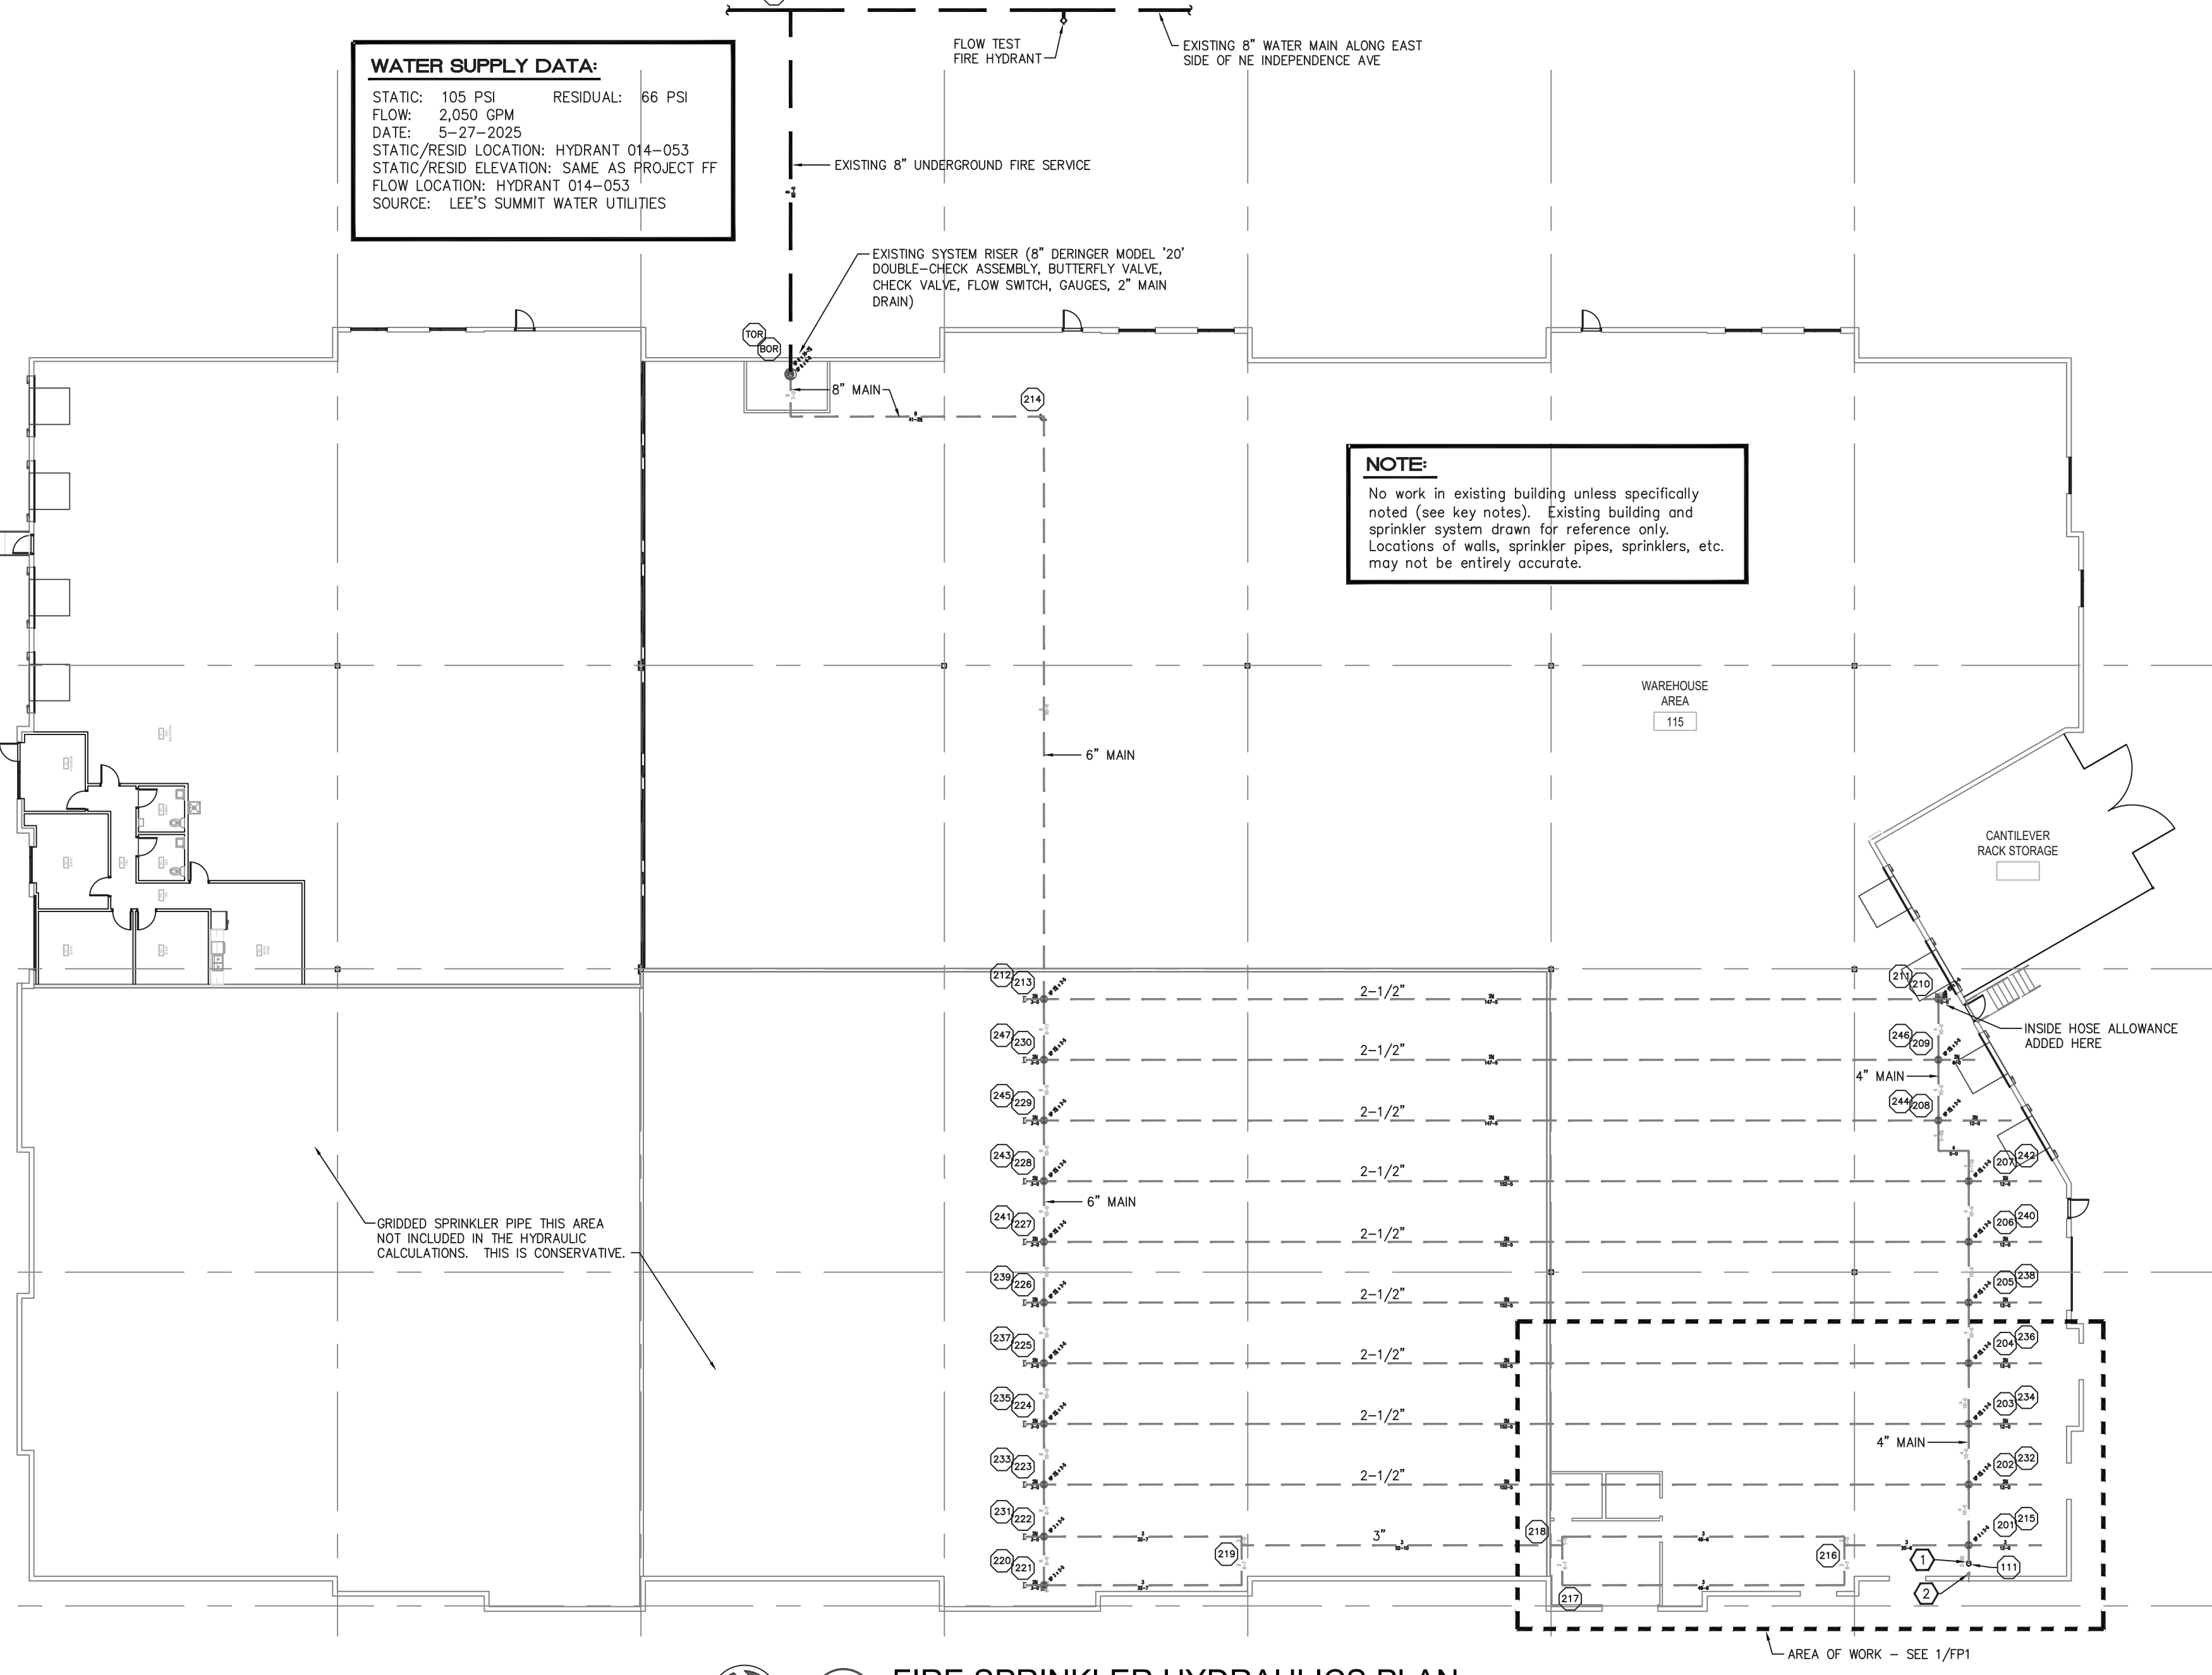 FLOW TEST
FIRE HYDRANT
EXISTING 8" WATER MAIN ALONG EAST
SIDE OF NE INDEPENDENCE AVE
WATER SUPPLY DATA:
STATIC: 105 PSI RESIDUAL: 66 PSI
FLOW: 2,050 GPM
DATE: 5-27-2025
STATIC/RESID LOCATION: HYDRANT 014-053
STATIC/RESID ELEVATION: SAME AS PROJECT FF
FLOW LOCATION: HYDRANT 014-053
SOURCE: LEE'S SUMMIT WATER UTILITIES
EXISTING 8" UNDERGROUND FIRE SERVICE
EXISTING SYSTEM RISER (8" DERINGER MODEL '20'
DOUBLE-CHECK ASSEMBLY, BUTTERFLY VALVE,
CHECK VALVE, FLOW SWITCH, GAUGES, 2" MAIN
DRAIN)
TOR
BOR
8" MAIN
214
NOTE:
No work in existing building unless specifically
noted (see key notes). Existing building and
sprinkler system drawn for reference only.
Locations of walls, sprinkler pipes, sprinklers, etc.
may not be entirely accurate.
WAREHOUSE
AREA
115
6" MAIN
CANTILEVER
RACK STORAGE
212 213
2-1/2"
211 210
INSIDE HOSE ALLOWANCE
ADDED HERE
247 230
2-1/2"
246 209
4" MAIN
245 229
2-1/2"
244 208
243 228
2-1/2"
207 242
6" MAIN
241 227
2-1/2"
206 240
GRIDDED SPRINKLER PIPE THIS AREA
NOT INCLUDED IN THE HYDRAULIC
CALCULATIONS. THIS IS CONSERVATIVE.
239 226
2-1/2"
205 238
237 225
2-1/2"
204 236
235 224
2-1/2"
203 234
4" MAIN
233 223
2-1/2"
202 232
231 222
3"
218
201 215
220 221
219
216
1
111
217
2
AREA OF WORK - SEE 1/FP1
FIRE SPRINKLER HYDRAULICS PLAN